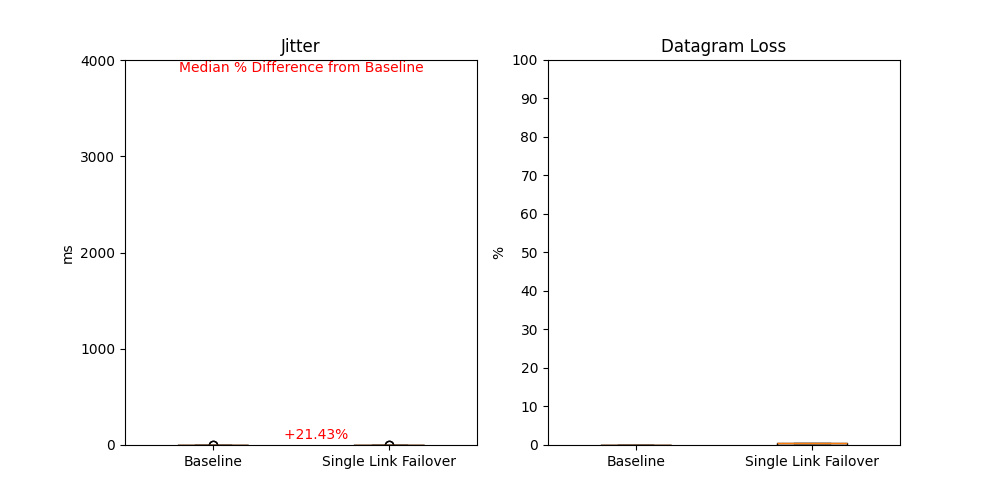 Jitter
Median % Difference from Baseline
4000
3000
2000
1000
0
ms
+21.43%
Baseline
Single Link Failover
Datagram Loss
100
90
80
70
60
50
40
30
20
10
0
%
Baseline
Single Link Failover